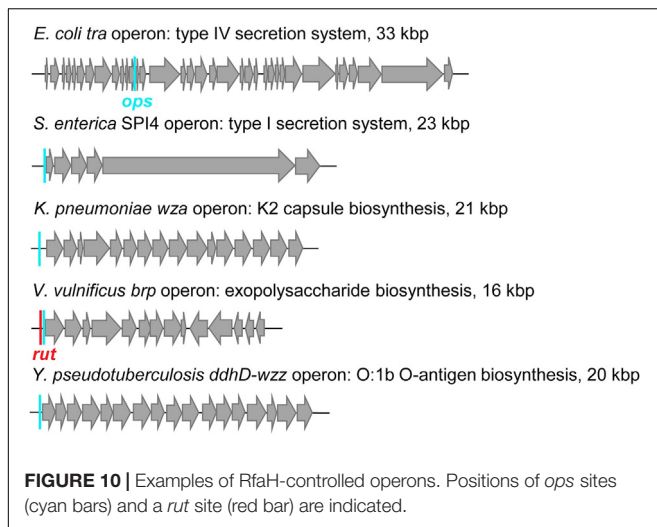 E. coli tra operon: type IV secretion system, 33 kbp
ops
S. enterica SPI4 operon: type I secretion system, 23 kbp
K. pneumoniae wza operon: K2 capsule biosynthesis, 21 kbp
V. vulnificus brp operon: exopolysaccharide biosynthesis, 16 kbp
rut
Y. pseudotuberculosis ddhD-wzz operon: O:1b O-antigen biosynthesis, 20 kbp
FIGURE 10 | Examples of RfaH-controlled operons. Positions of ops sites
(cyan bars) and a rut site (red bar) are indicated.